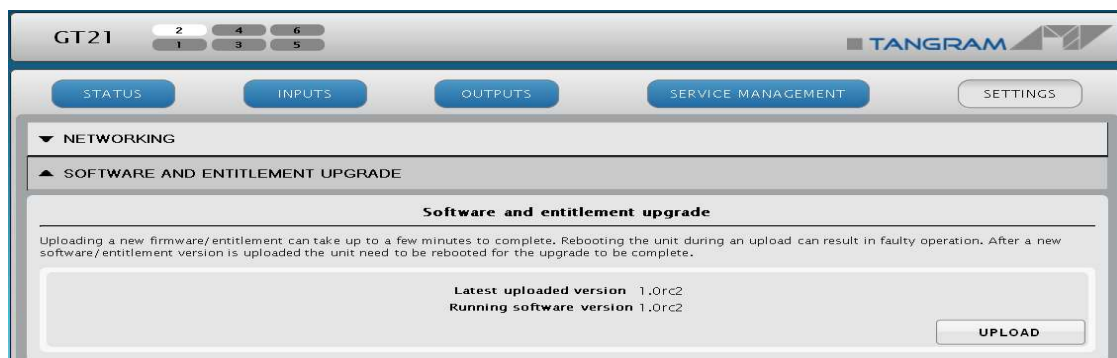 GT21
2 4 6
1 3 5
TANGRAM
STATUS INPUTS OUTPUTS SERVICE MANAGEMENT SETTINGS
NETWORKING
SOFTWARE AND ENTITLEMENT UPGRADE
Software and entitlement upgrade
Uploading a new firmware/entitlement can take up to a few minutes to complete. Rebooting the unit during an upload can result in faulty operation. After a new
software/entitlement version is uploaded the unit need to be rebooted for the upgrade to be complete.
Latest uploaded version 1.0rc2
Running software version 1.0rc2
UPLOAD